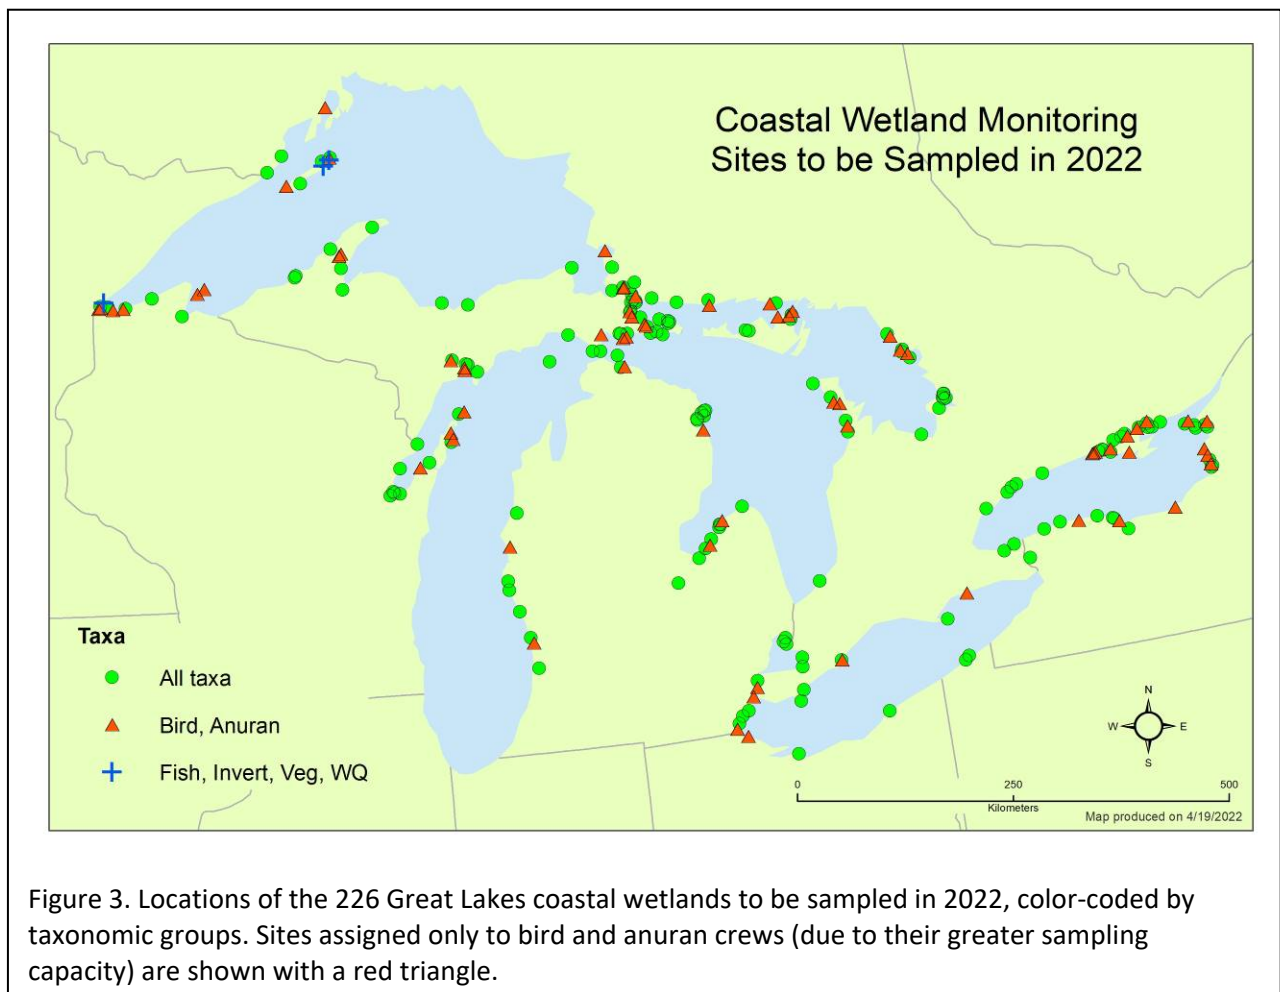 Coastal Wetland Monitoring
Sites to be Sampled in 2022
Taxa
All taxa
Bird, Anuran
Fish, Invert, Veg, WQ
N
W
E
S
0
250
500
Kilometers
Map produced on 4/19/2022
Figure 3. Locations of the 226 Great Lakes coastal wetlands to be sampled in 2022, color-coded by
taxonomic groups. Sites assigned only to bird and anuran crews (due to their greater sampling
capacity) are shown with a red triangle.